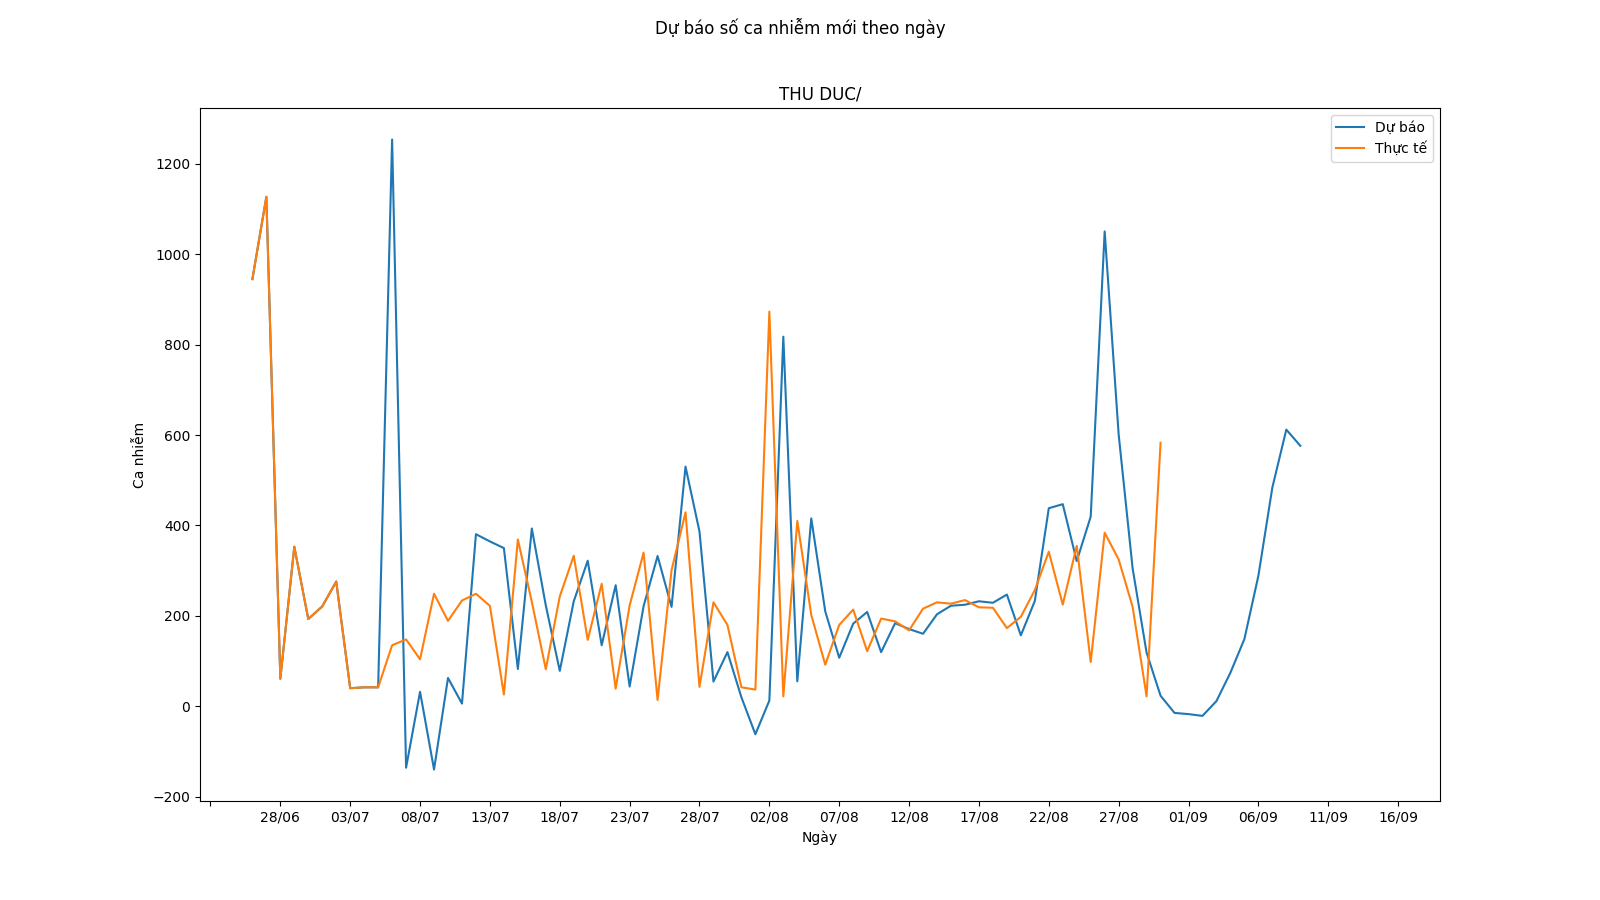 Dự báo số ca nhiễm mới theo ngày
THU DUC/
Dự báo
Thực tế
1200
1000
800
600
400
200
0
−200
Ca nhiễm
28/06 03/07 08/07 13/07 18/07 23/07 28/07 02/08 07/08 12/08 17/08 22/08 27/08 01/09 06/09 11/09 16/09
Ngày